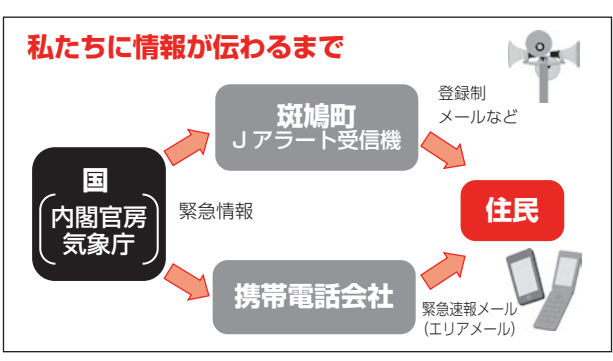 私たちに情報が伝わるまで
斑鳩町
Jアラート受信機
登録制
メールなど
国
内閣官房
気象庁
緊急情報
住民
携帯電話会社
緊急速報メール
(エリアメール)